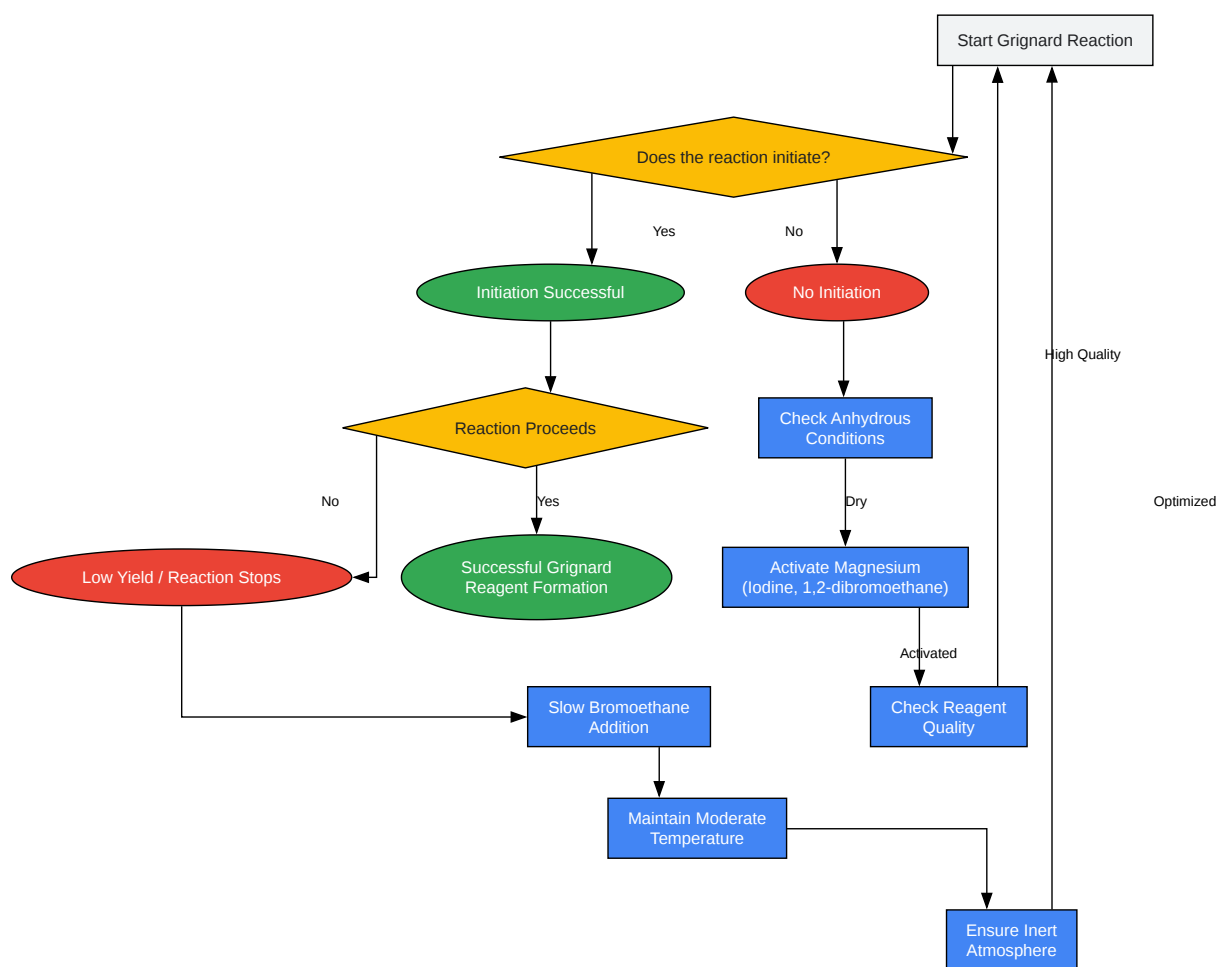 Start Grignard Reaction
Does the reaction initiate?
Yes
No
Initiation Successful
No Initiation
High Quality
Check Anhydrous
Conditions
Reaction Proceeds
No
Yes
Dry
Optimized
Low Yield / Reaction Stops
Successful Grignard
Reagent Formation
Activate Magnesium
(Iodine, 1,2-dibromoethane)
Activated
Slow Bromoethane
Addition
Check Reagent
Quality
Maintain Moderate
Temperature
Ensure Inert
Atmosphere